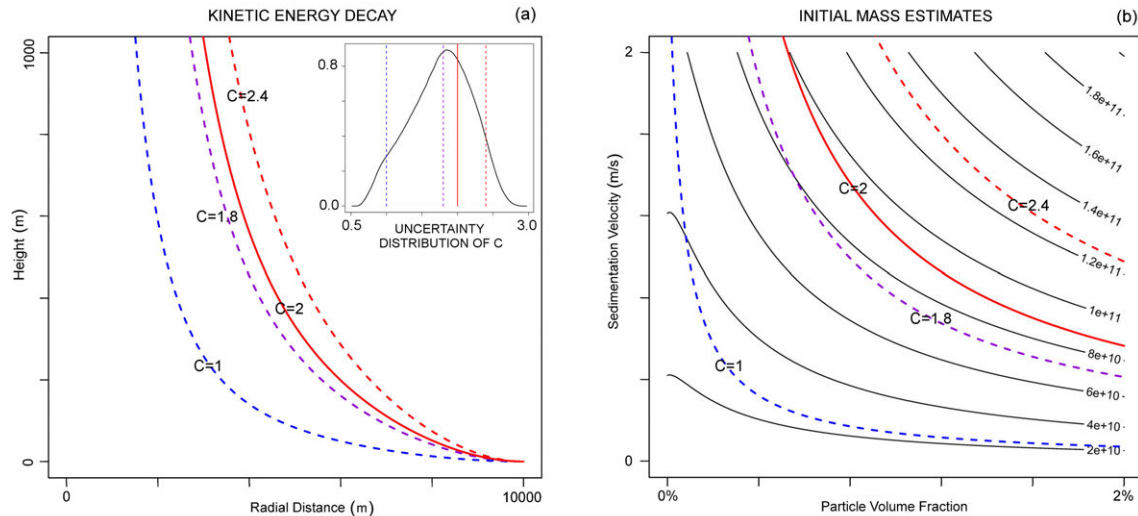 KINETIC ENERGY DECAY
(a)
Height (m)
1000
0
C=2.4
C=1.8
C=2
C=1
0.8
0.0
0.5
3.0
UNCERTAINTY
DISTRIBUTION OF C
0
10000
Radial Distance (m)
INITIAL MASS ESTIMATES
(b)
Sedimentation Velocity (m/s)
2
0
1.8e+11
1.6e+11
1.4e+11
1.2e+11
1e+11
8e+10
6e+10
4e+10
2e+10
C=2
C=2.4
C=1.8
C=1
0%
2%
Particle Volume Fraction